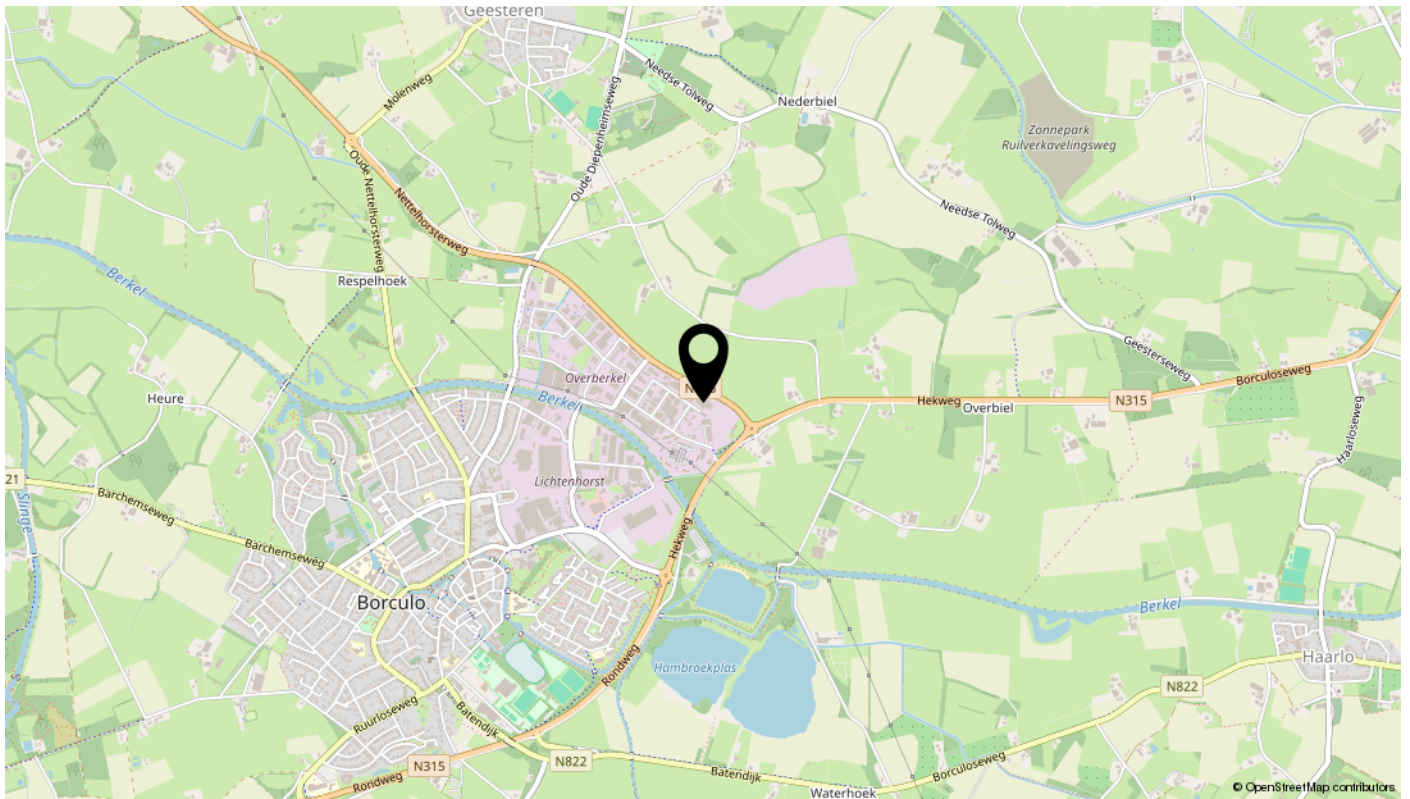 Geesteren
Needse Tolweg
Molenweg
Nederbiel
Zonnepark
Ruilverkavelingsweg
Oude Diepenheimseweg
Oude Nettelhorsterweg
Nettelhorsterweg
Needse Tolweg
Berkel
Respelhoek
Geesterseweg
Overberkel
Borculoseweg
Heure
Berkel
Hekweg
Overbiel
N315
Haarloseweg
21
Slinge
Barchemseweg
Lichtenhorst
Barchemseweg
Hekweg
Borculo
Berkel
Haarlo
Hambroekplas
Rondweg
N822
Ruurloseweg
Batendijk
N315
N822
Rondweg
Batendijk
Borculoseweg
Waterhoek
© OpenStreetMap contributors